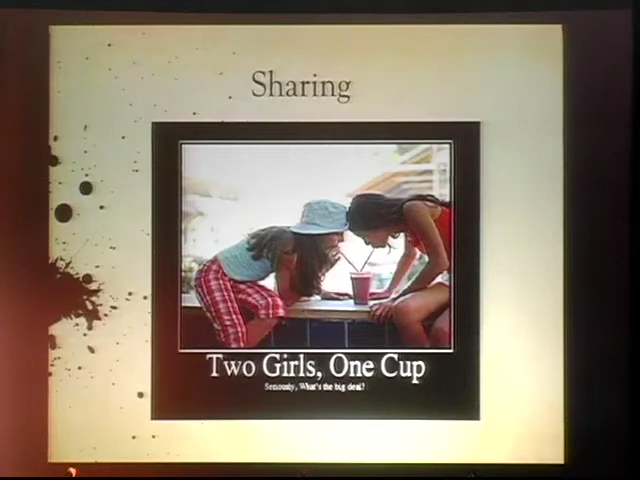 Sharing
Two Girls, One Cup
Seriously, What's the big deal?